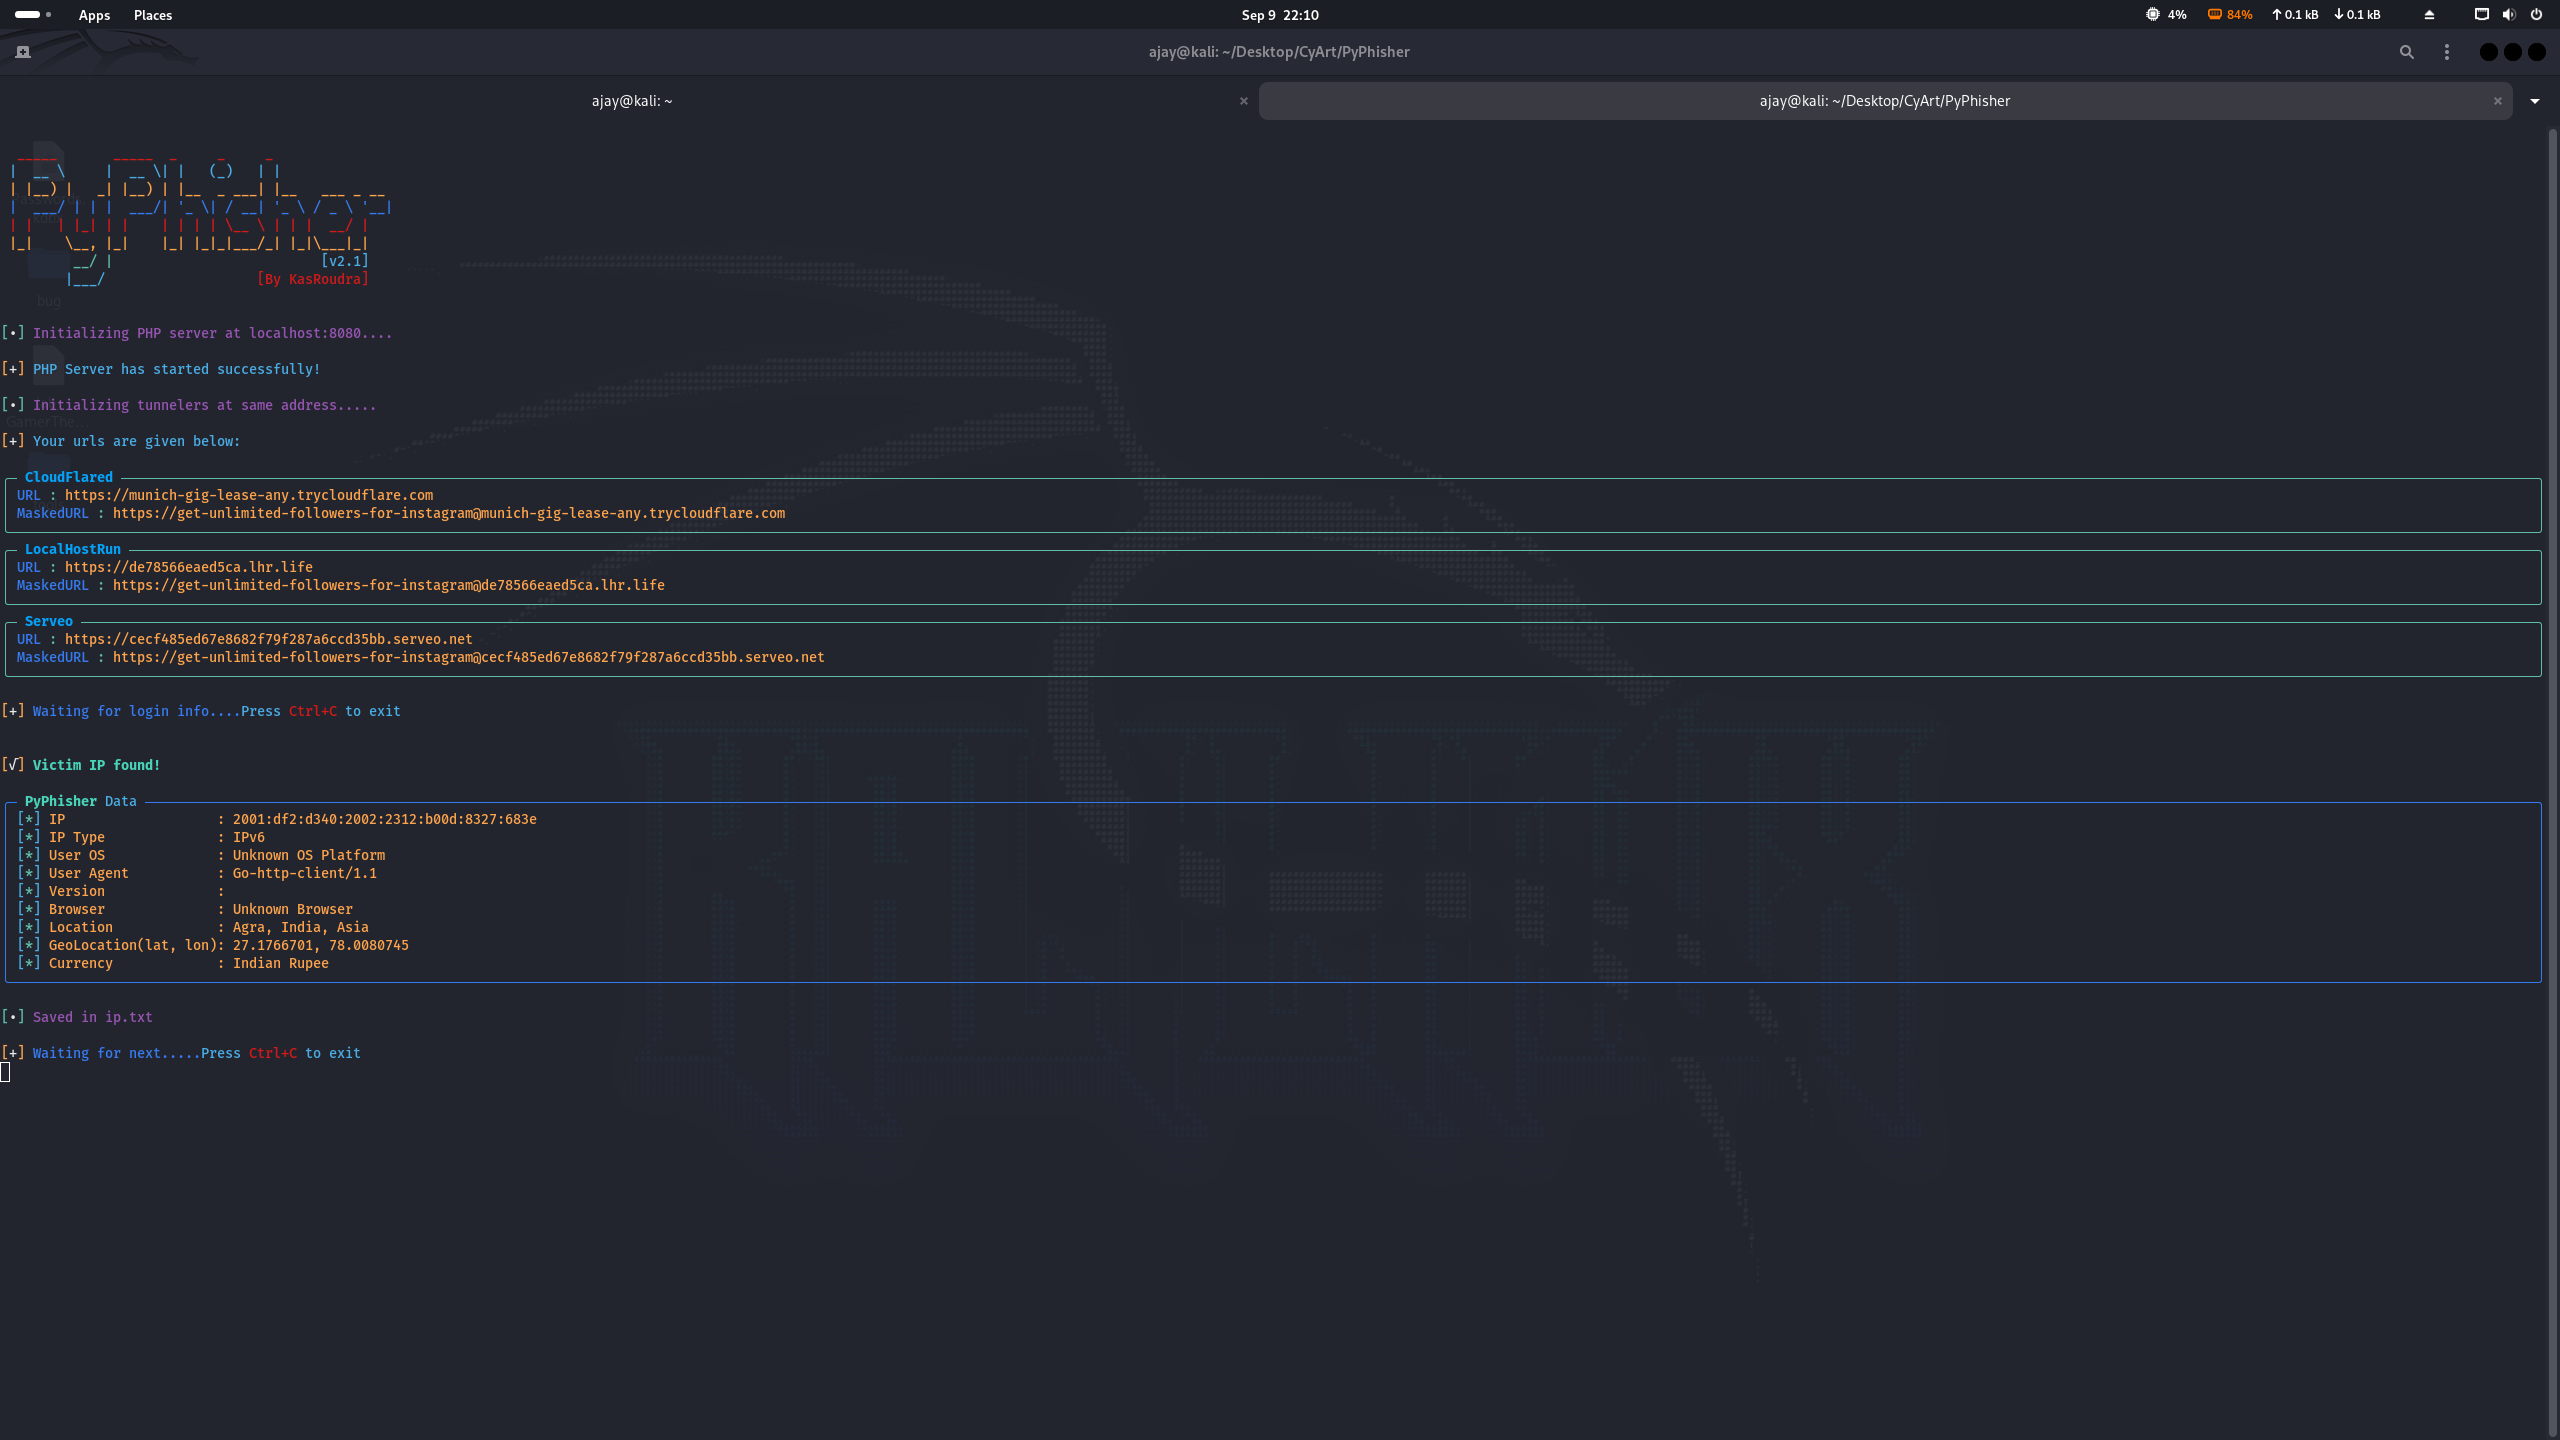 Apps Places Sep 9 22:10 4% 84% 0.1 kB 0.1 kB
ajay@kali: ~/Desktop/CyArt/PyPhisher
ajay@kali: ~ ajay@kali: ~/Desktop/CyArt/PyPhisher
[v2.1]
[By KasRoudra]
bug
[•] Initializing PHP server at localhost:8080....
[+] PHP Server has started successfully!
[•] Initializing tunnelers at same address.....
GamerThe...
[+] Your urls are given below:
CloudFlared
URL : https://munich-gig-lease-any.trycloudflare.com
MaskedURL : https://get-unlimited-followers-for-instagram@munich-gig-lease-any.trycloudflare.com
LocalHostRun
URL : https://de78566eaed5ca.lhr.life
MaskedURL : https://get-unlimited-followers-for-instagram@de78566eaed5ca.lhr.life
Serveo
URL : https://cecf485ed67e8682f79f287a6ccd35bb.serveo.net
MaskedURL : https://get-unlimited-followers-for-instagram@cecf485ed67e8682f79f287a6ccd35bb.serveo.net
[+] Waiting for login info....Press Ctrl+C to exit
[√] Victim IP found!
PyPhisher Data
[*] IP : 2001:df2:d340:2002:2312:b00d:8327:683e
[*] IP Type : IPv6
[*] User OS : Unknown OS Platform
[*] User Agent : Go-http-client/1.1
[*] Version :
[*] Browser : Unknown Browser
[*] Location : Agra, India, Asia
[*] GeoLocation(lat, lon): 27.1766701, 78.0080745
[*] Currency : Indian Rupee
[•] Saved in ip.txt
[+] Waiting for next.....Press Ctrl+C to exit